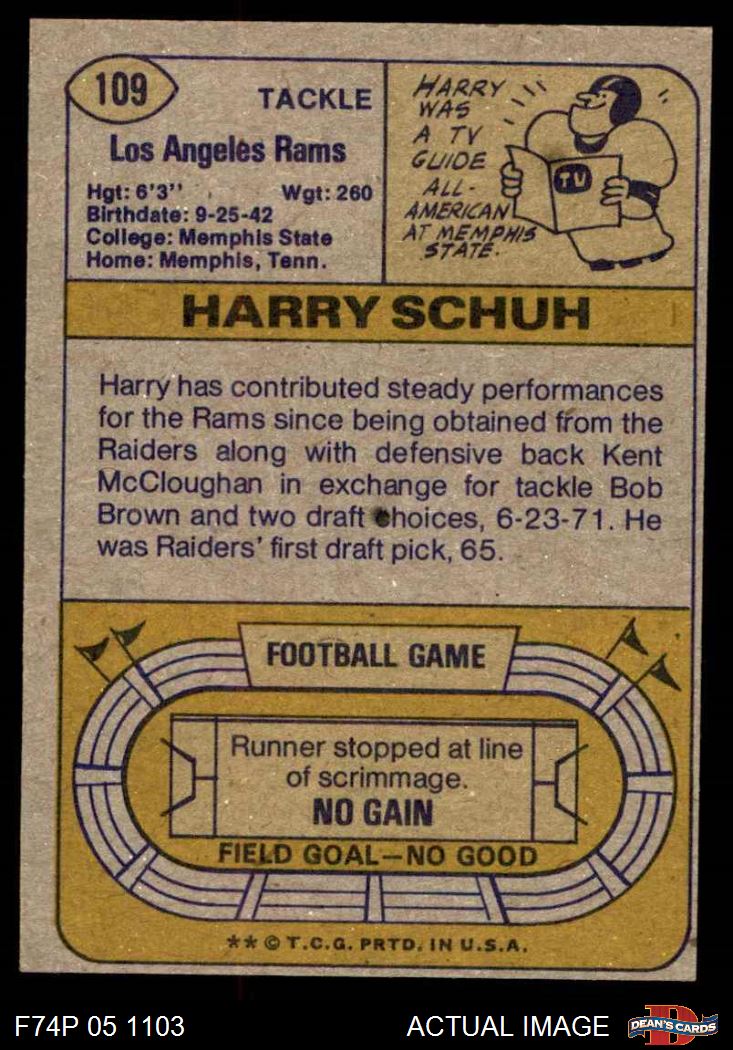 109
TACKLE
Los Angeles Rams
Hgt: 6'3'' Wgt: 260
Birthdate: 9-25-42
College: Memphis State
Home: Memphis, Tenn.
HARRY
WAS
A TV
GUIDE
ALL-
AMERICAN
AT MEMPHIS
STATE.
TV
HARRY SCHUH
Harry has contributed steady performances
for the Rams since being obtained from the
Raiders along with defensive back Kent
McCloughan in exchange for tackle Bob
Brown and two draft choices, 6-23-71. He
was Raiders' first draft pick, 65.
FOOTBALL GAME
Runner stopped at line
of scrimmage.
NO GAIN
FIELD GOAL—NO GOOD
** © T.C.G. PRTD. IN U.S.A.
F74P 05 1103
ACTUAL IMAGE
D
DEAN'S CARDS